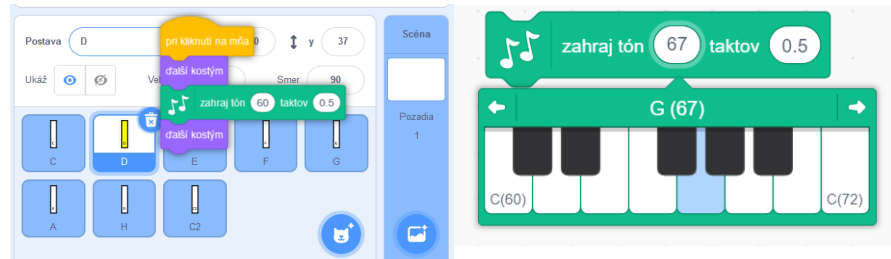 Postava D
pri kliknutí na mňa
0
y 37
Scéna
ďalší kostým
Ukáž
Smer 90
zahraj tón 60 taktov 0.5
ďalší kostým
Pozadia
1
C D E F G
A H C2
zahraj tón 67 taktov 0.5
G (67)
C(60) C(72)